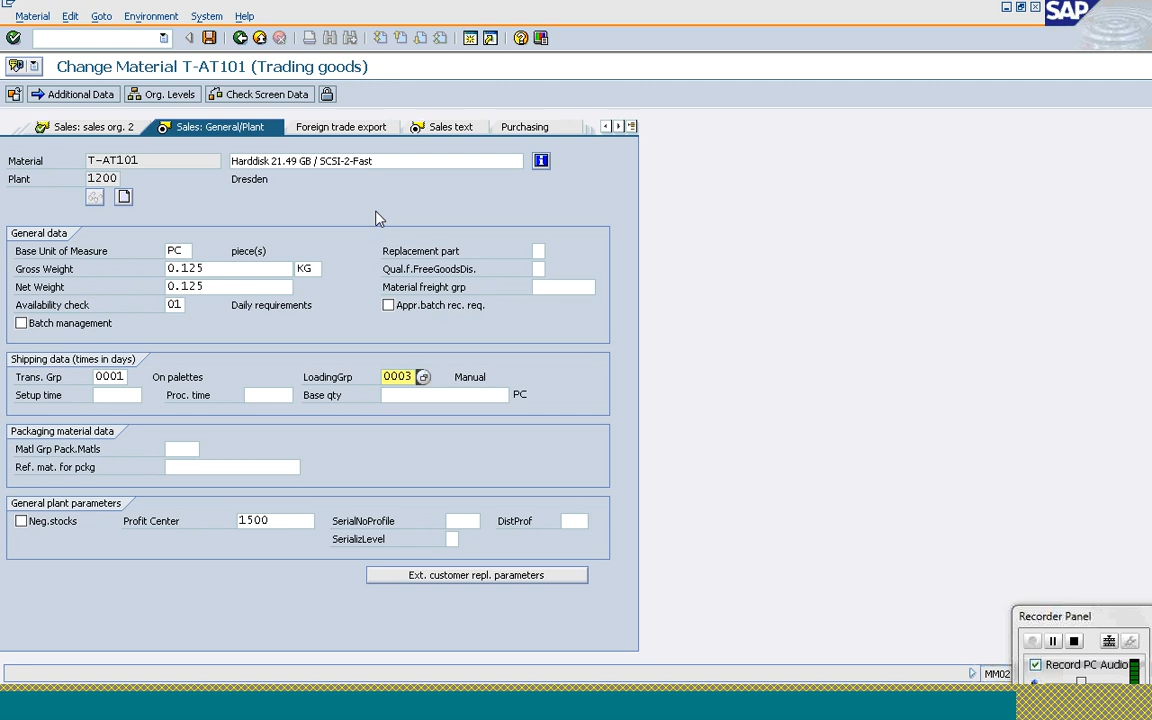 Material Edit Goto Environment System Help
SAP
Change Material T-AT101 (Trading goods)
Additional Data Org. Levels Check Screen Data
Sales: sales org. 2 Sales: General/Plant Foreign trade export Sales text Purchasing
Material T-AT101 Harddisk 21.49 GB / SCSI-2-Fast
Plant 1200 Dresden
General data
Base Unit of Measure PC piece(s) Replacement part
Gross Weight 0.125 KG Qual.f.FreeGoodsDis.
Net Weight 0.125 Material freight grp
Availability check 01 Daily requirements Appr.batch rec. req.
Batch management
Shipping data (times in days)
Trans. Grp 0001 On palettes LoadingGrp 0003 Manual
Setup time Proc. time Base qty PC
Packaging material data
Matl Grp Pack.Matls
Ref. mat. for pckg
General plant parameters
Neg.stocks Profit Center 1500 SerialNoProfile DistProf
SerializLevel
Ext. customer repl. parameters
Recorder Panel
Record PC Audio
MM02